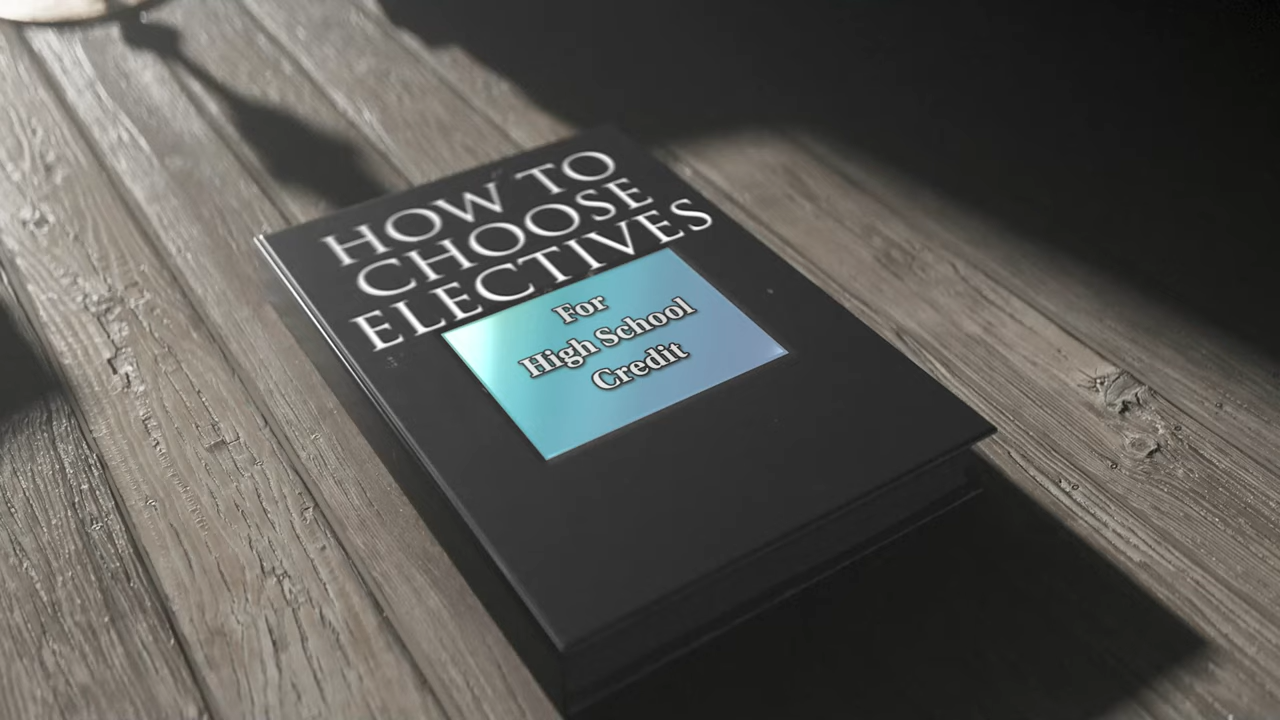 HOW TO
CHOOSE
ELECTIVES
For
High School
Credit